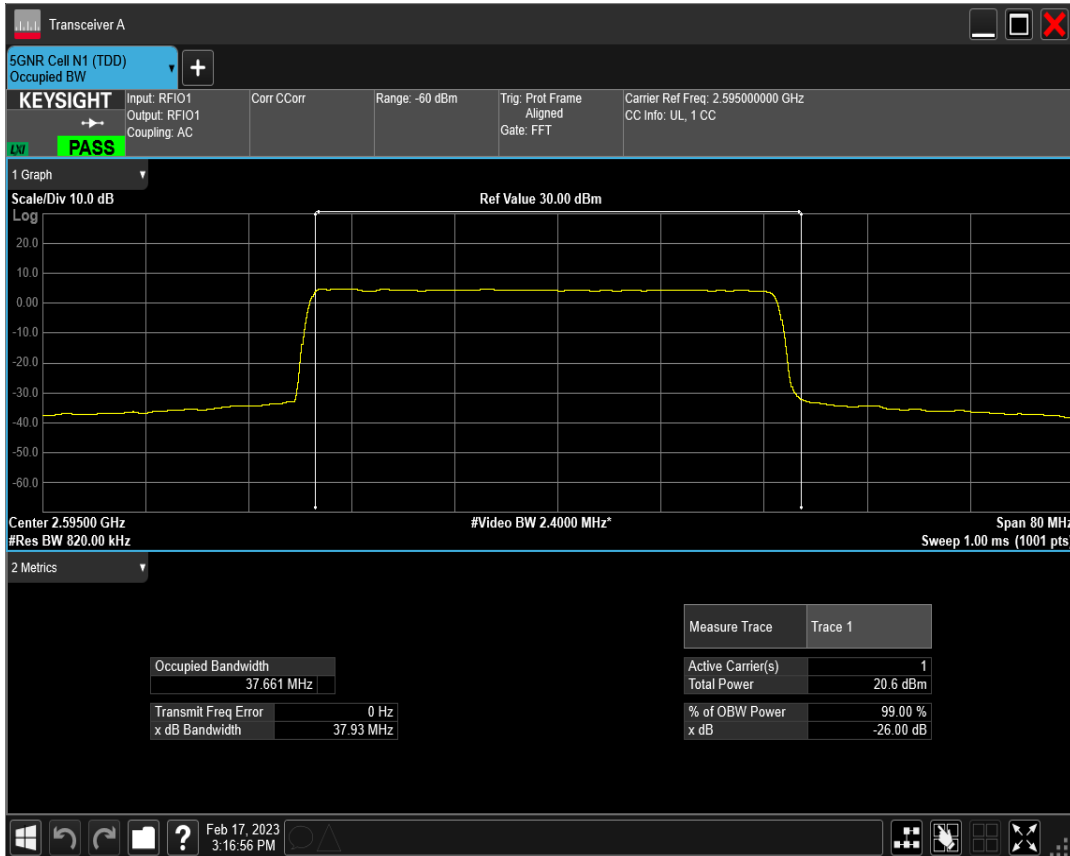 Transceiver A
5GNR Cell N1 (TDD)
Occupied BW
+
KEYSIGHT
LXI
PASS
Input: RFIO1
Output: RFIO1
Coupling: AC
Corr CCorr
Range: -60 dBm
Trig: Prot Frame
Aligned
Gate: FFT
Carrier Ref Freq: 2.595000000 GHz
CC Info: UL, 1 CC
1 Graph
Scale/Div 10.0 dB
Ref Value 30.00 dBm
Log
20.0
10.0
0.00
-10.0
-20.0
-30.0
-40.0
-50.0
-60.0
Center 2.59500 GHz
#Video BW 2.4000 MHz*
Span 80 MHz
#Res BW 820.00 kHz
Sweep 1.00 ms (1001 pts)
2 Metrics
Measure Trace Trace 1
Occupied Bandwidth
37.661 MHz
Transmit Freq Error 0 Hz
x dB Bandwidth 37.93 MHz
Active Carrier(s) 1
Total Power 20.6 dBm
% of OBW Power 99.00 %
x dB -26.00 dB
?
Feb 17, 2023
3:16:56 PM